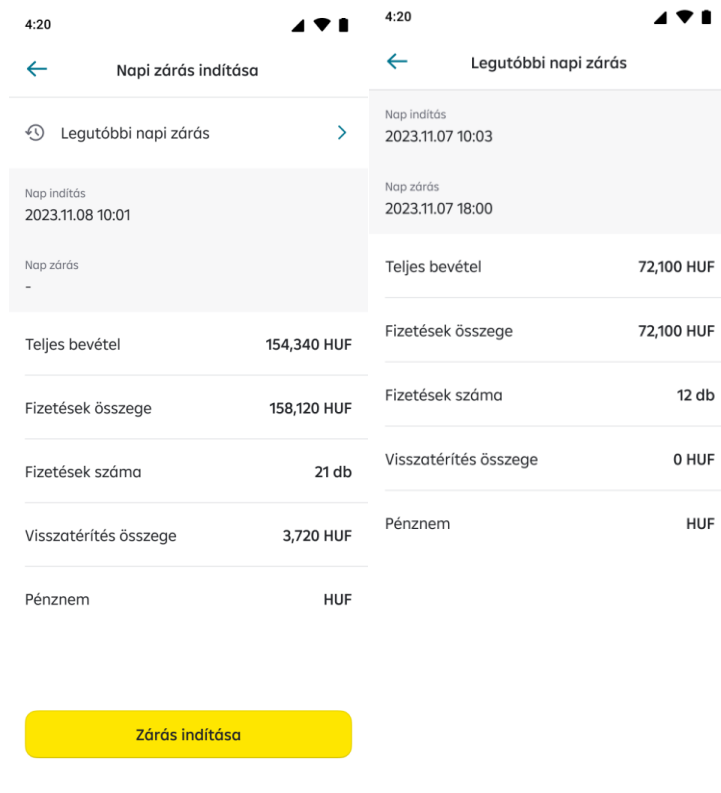 4:20
Napi zárás indítása
Legutóbbi napi zárás
Nap indítás
2023.11.08 10:01
Nap zárás
-
Teljes bevétel 154,340 HUF
Fizetések összege 158,120 HUF
Fizetések száma 21 db
Visszatérítés összege 3,720 HUF
Pénznem HUF
Zárás indítása
4:20
Legutóbbi napi zárás
Nap indítás
2023.11.07 10:03
Nap zárás
2023.11.07 18:00
Teljes bevétel 72,100 HUF
Fizetések összege 72,100 HUF
Fizetések száma 12 db
Visszatérítés összege 0 HUF
Pénznem HUF